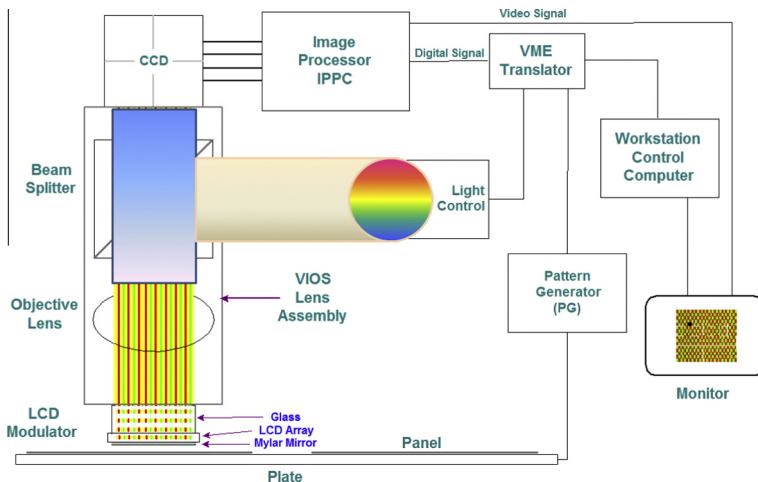 Video Signal
CCD
Image
Processor
IPPC
Digital Signal
VME
Translator
Beam
Splitter
Light
Control
Workstation
Control
Computer
Objective
Lens
VIOS
Lens
Assembly
Pattern
Generator
(PG)
Monitor
LCD
Modulator
Glass
LCD Array
Mylar Mirror
Panel
Plate